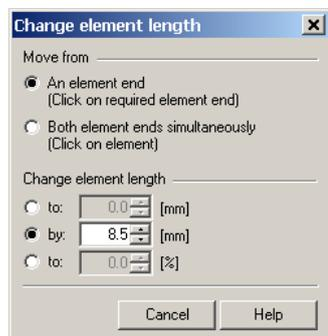 Change element length
Move from
An element end
(Click on required element end)
Both element ends simultaneously
(Click on element)
Change element length
to: 0.0 [mm]
by: 8.5 [mm]
to: 0.0 [%]
Cancel Help